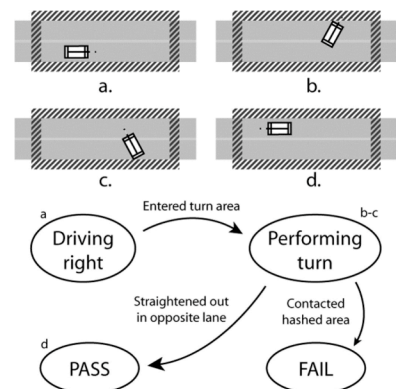 a.
b.
c.
d.
a
Driving
right
Entered turn area
b-c
Performing
turn
Straightened out
in opposite lane
Contacted
hashed area
d
PASS
FAIL